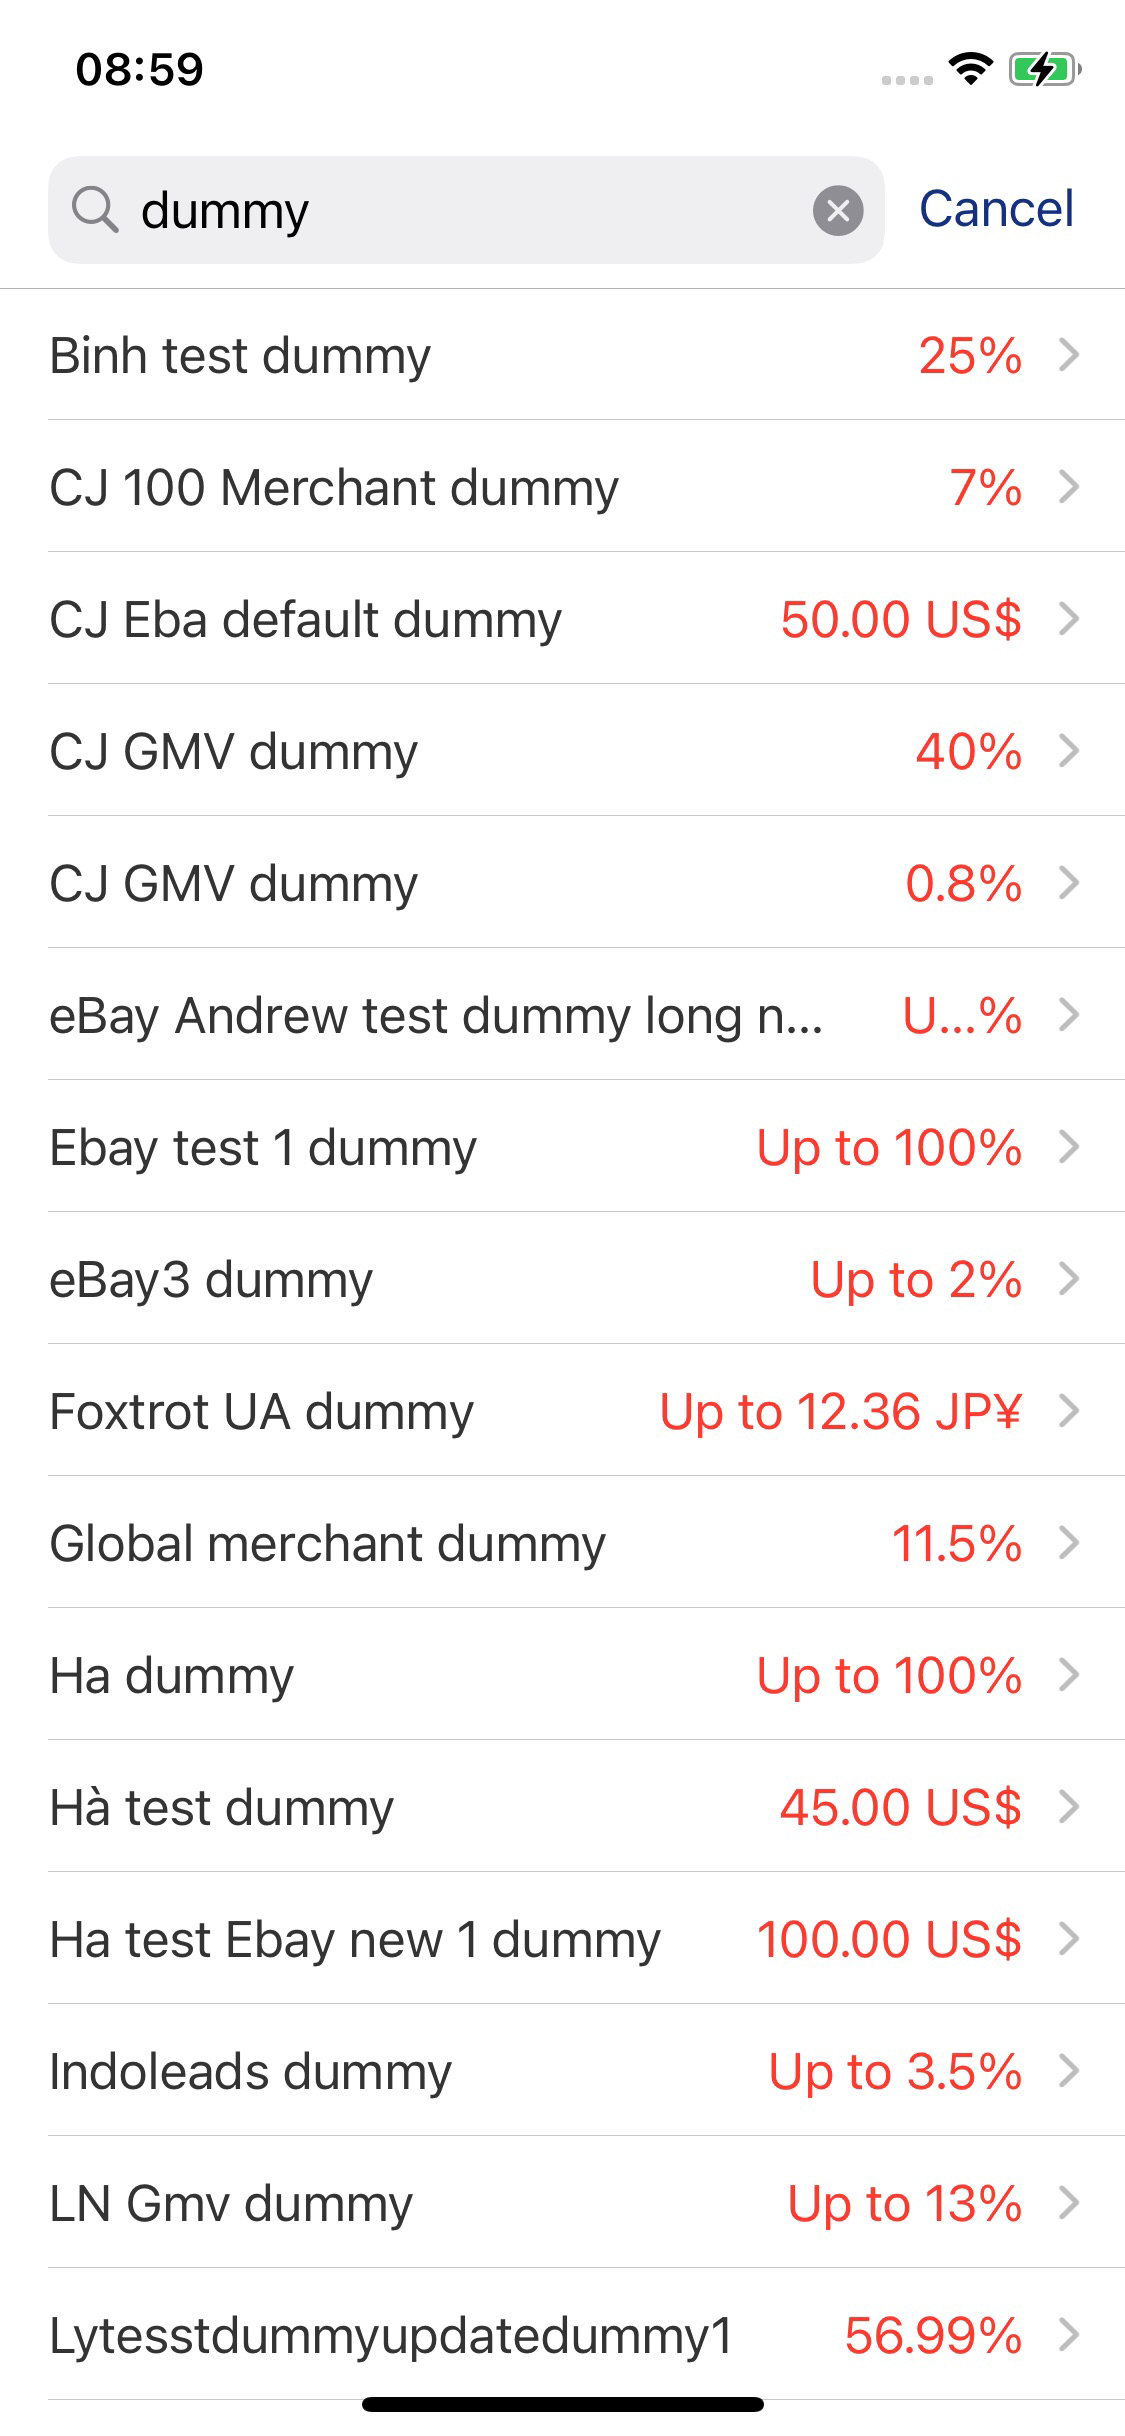 08:59
dummy
Cancel
Binh test dummy 25%
CJ 100 Merchant dummy 7%
CJ Eba default dummy 50.00 US$
CJ GMV dummy 40%
CJ GMV dummy 0.8%
eBay Andrew test dummy long n... U...%
Ebay test 1 dummy Up to 100%
eBay3 dummy Up to 2%
Foxtrot UA dummy Up to 12.36 JP¥
Global merchant dummy 11.5%
Ha dummy Up to 100%
Hà test dummy 45.00 US$
Ha test Ebay new 1 dummy 100.00 US$
Indoleads dummy Up to 3.5%
LN Gmv dummy Up to 13%
Lytesstdummyupdatedummy1 56.99%